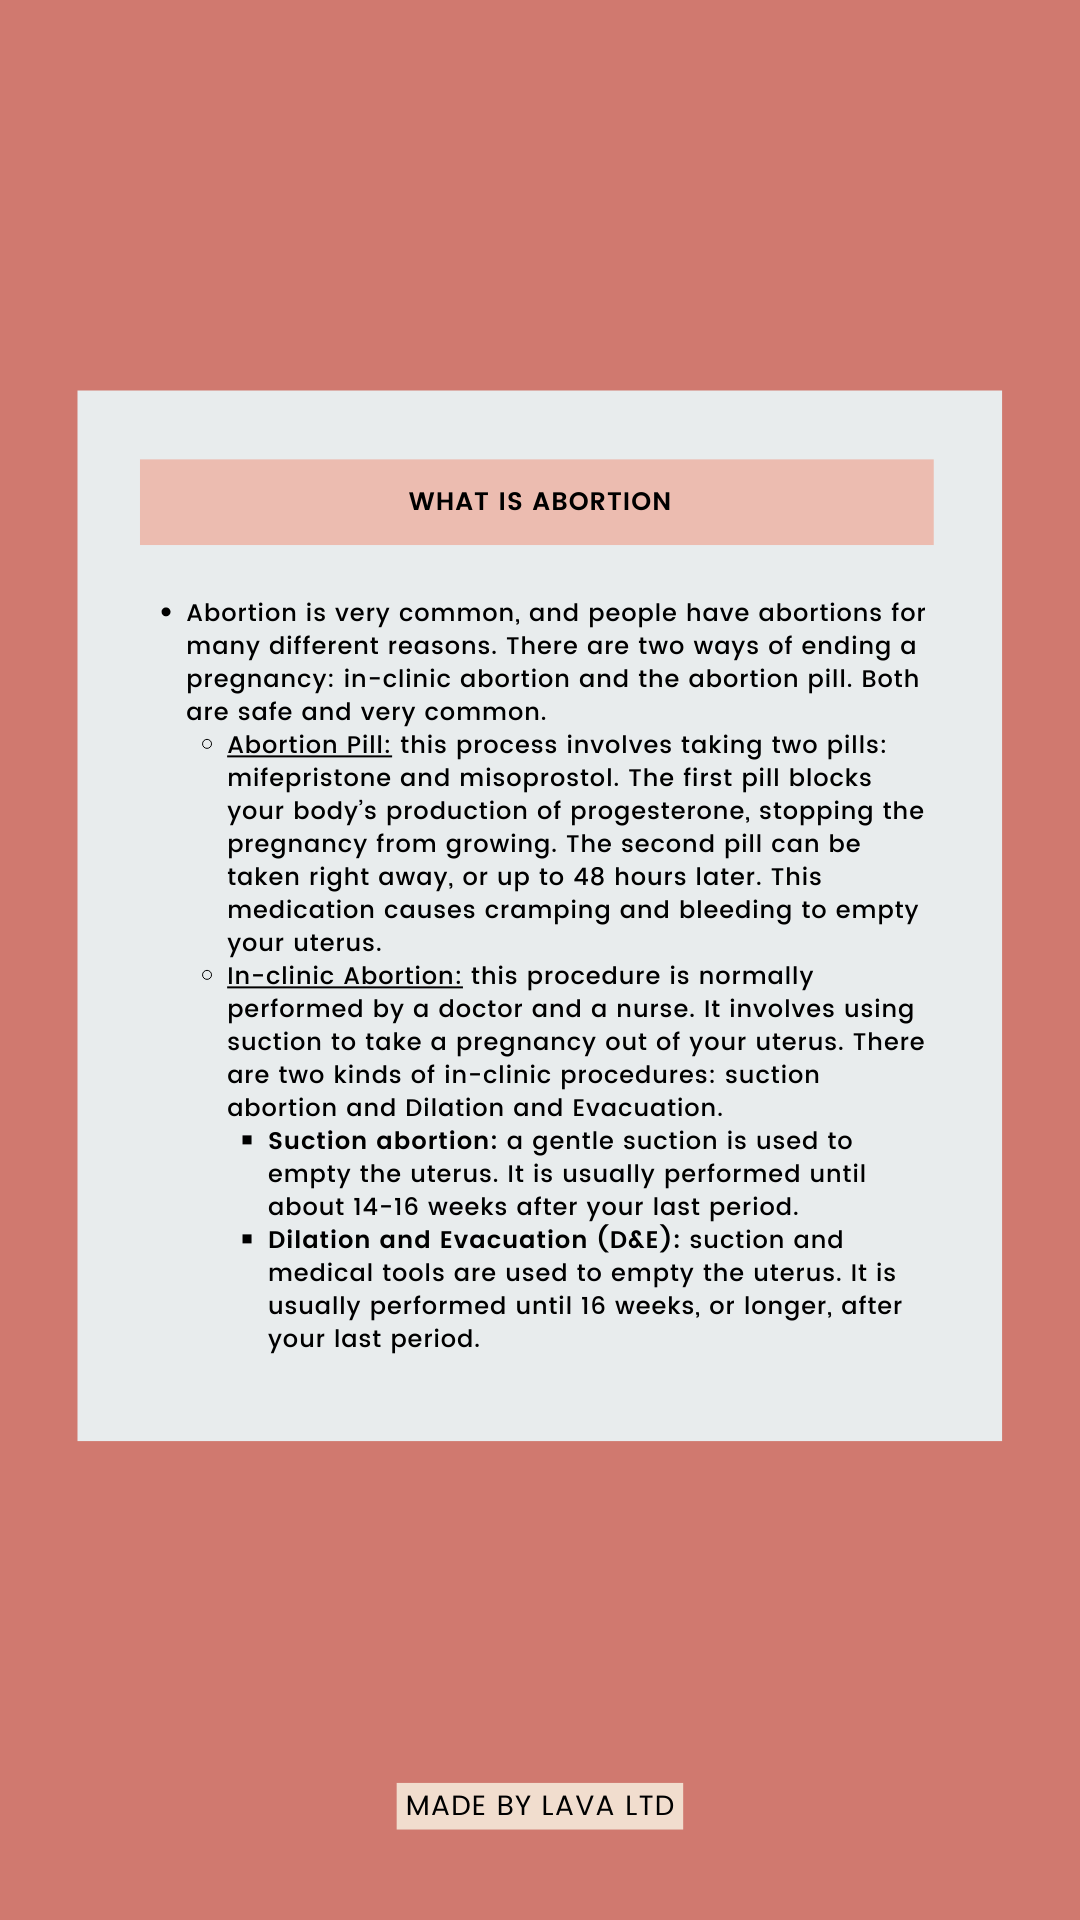 WHAT IS ABORTION
• Abortion is very common, and people have abortions for
many different reasons. There are two ways of ending a
pregnancy: in-clinic abortion and the abortion pill. Both
are safe and very common.
○ Abortion Pill: this process involves taking two pills:
mifepristone and misoprostol. The first pill blocks
your body's production of progesterone, stopping the
pregnancy from growing. The second pill can be
taken right away, or up to 48 hours later. This
medication causes cramping and bleeding to empty
your uterus.
○ In-clinic Abortion: this procedure is normally
performed by a doctor and a nurse. It involves using
suction to take a pregnancy out of your uterus. There
are two kinds of in-clinic procedures: suction
abortion and Dilation and Evacuation.
▪ Suction abortion: a gentle suction is used to
empty the uterus. It is usually performed until
about 14-16 weeks after your last period.
▪ Dilation and Evacuation (D&E): suction and
medical tools are used to empty the uterus. It is
usually performed until 16 weeks, or longer, after
your last period.
MADE BY LAVA LTD